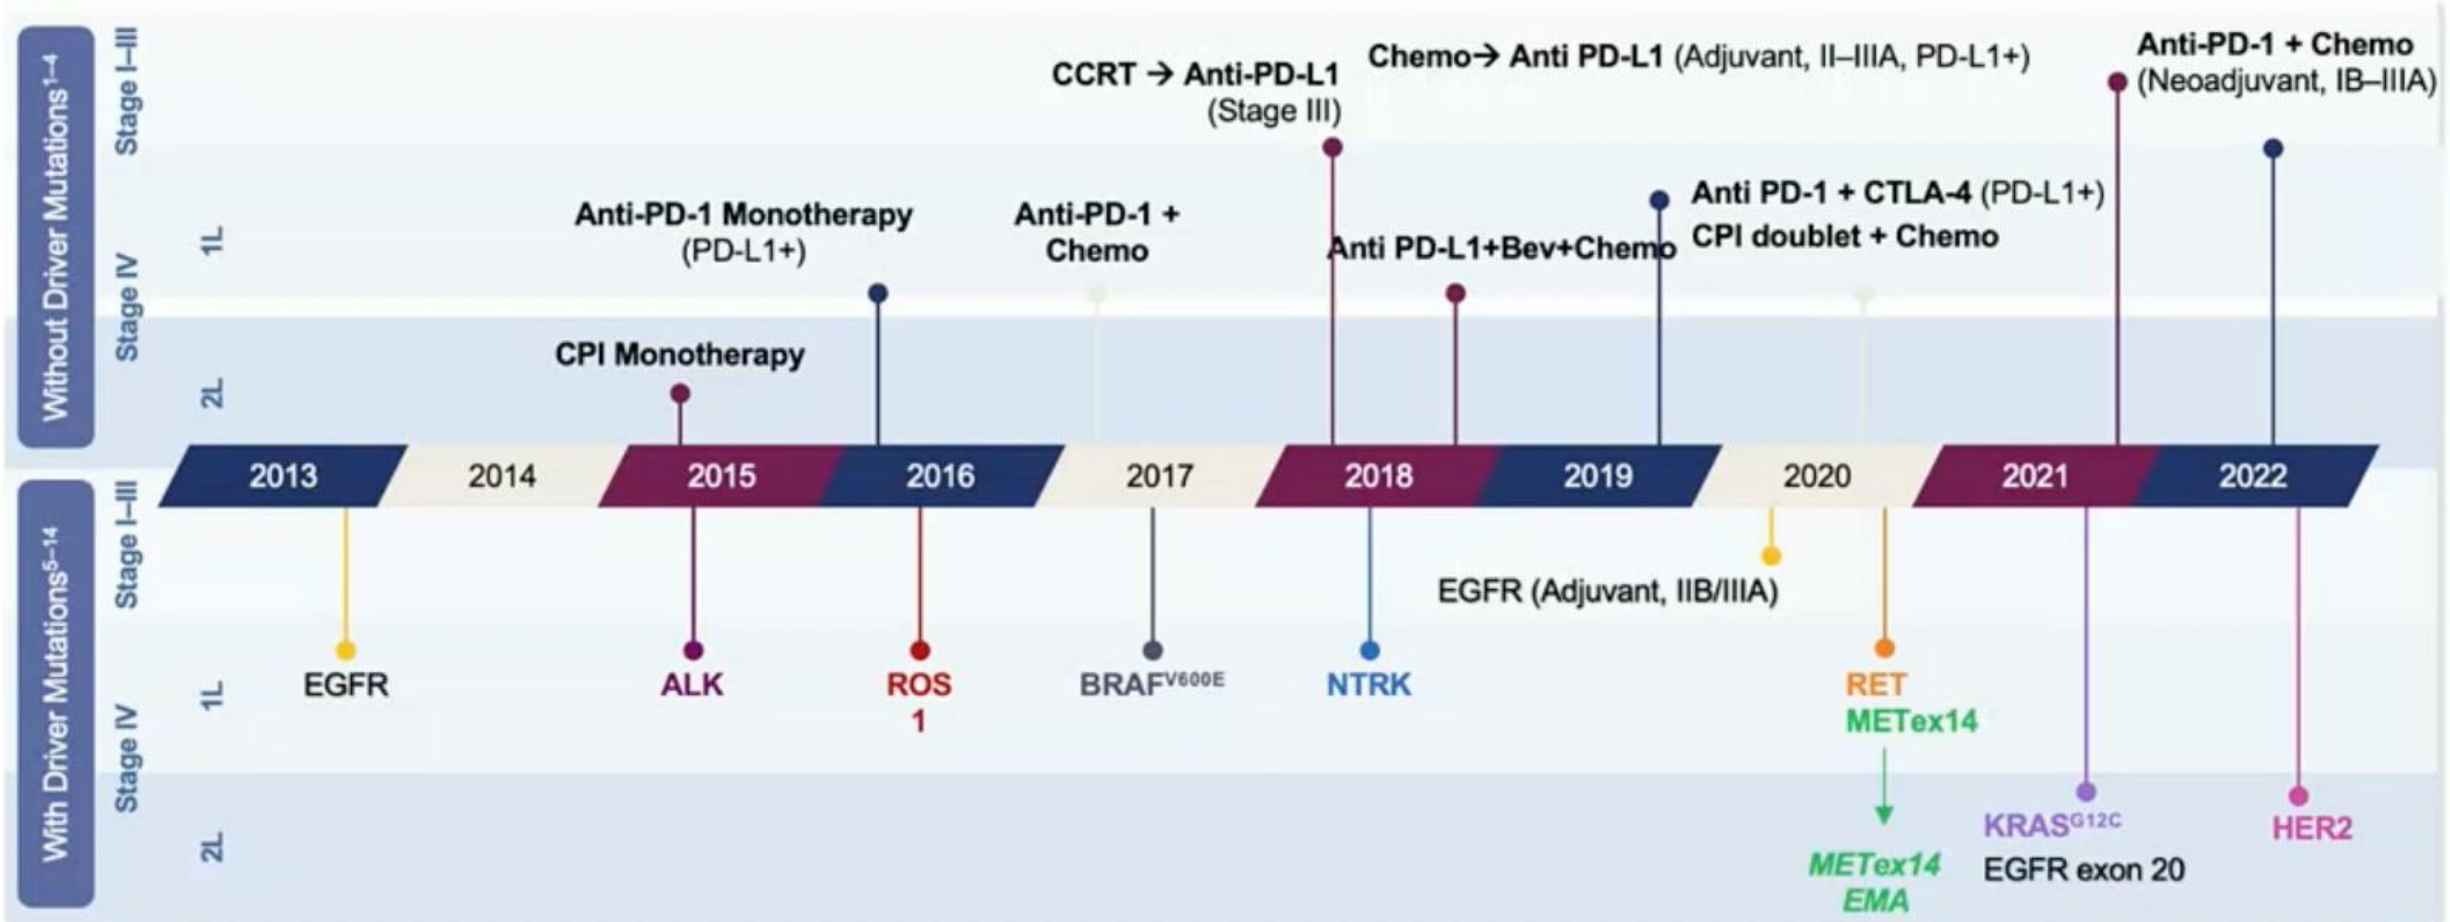 Without Driver Mutations1–4
Stage I–III
Stage IV
1L
2L
CCRT → Anti-PD-L1
(Stage III)
Chemo→ Anti PD-L1 (Adjuvant, II–IIIA, PD-L1+)
Anti-PD-1 + Chemo
(Neoadjuvant, IB–IIIA)
Anti-PD-1 Monotherapy
(PD-L1+)
Anti-PD-1 +
Chemo
Anti PD-L1+Bev+Chemo
Anti PD-1 + CTLA-4 (PD-L1+)
CPI doublet + Chemo
CPI Monotherapy
2013
2014
2015
2016
2017
2018
2019
2020
2021
2022
With Driver Mutations5–14
Stage I–III
Stage IV
1L
2L
EGFR (Adjuvant, IIB/IIIA)
EGFR
ALK
ROS
1
BRAFV600E
NTRK
RET
METex14
METex14
EMA
KRASG12C
EGFR exon 20
HER2